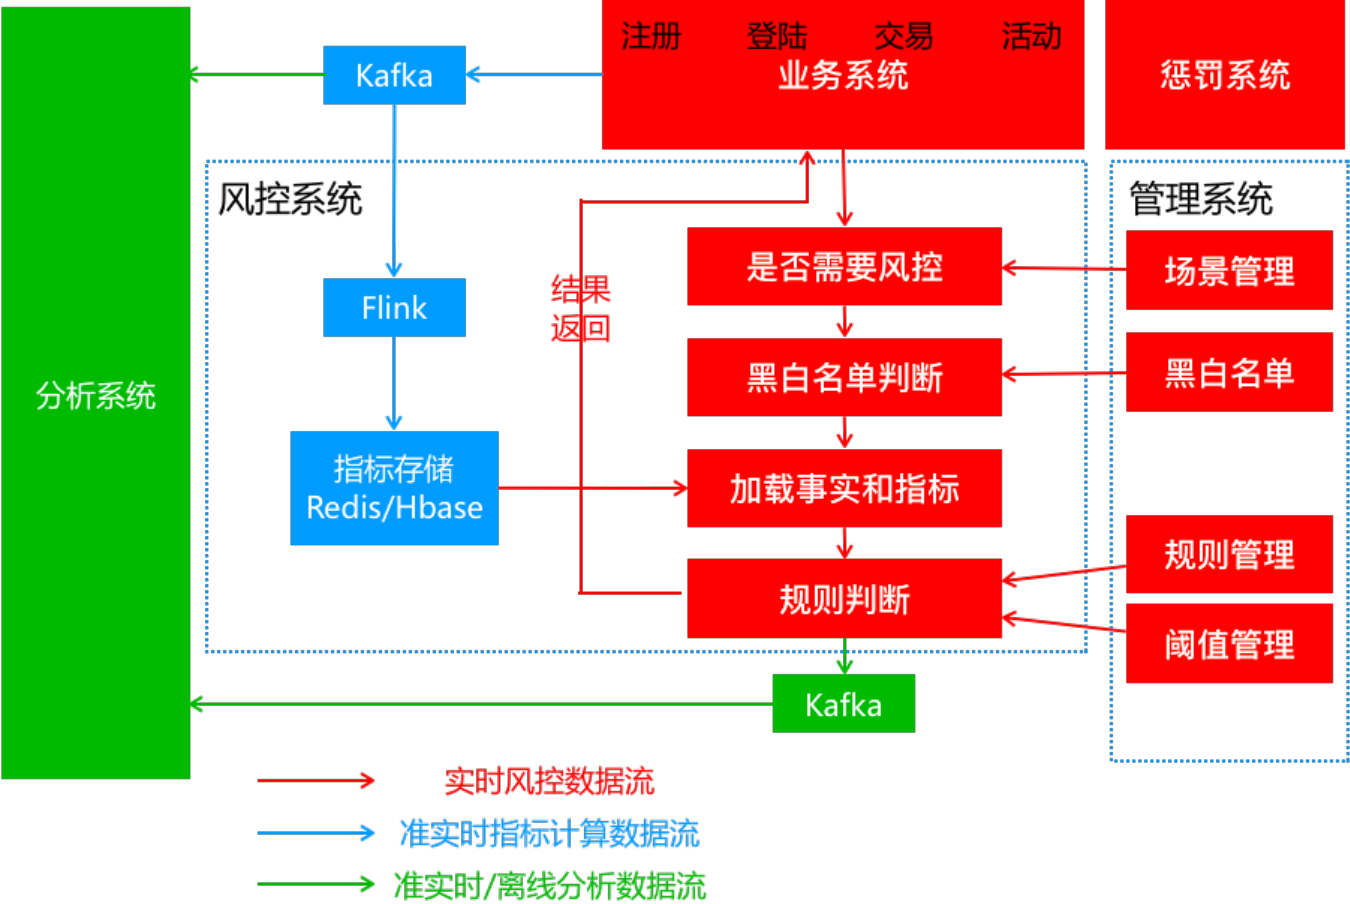 注册 登陆 交易 活动
业务系统
惩罚系统
Kafka
风控系统
管理系统
是否需要风控
场景管理
结果
返回
Flink
黑白名单判断
黑白名单
分析系统
指标存储
Redis/Hbase
加载事实和指标
规则管理
规则判断
阈值管理
Kafka
实时风控数据流
准实时指标计算数据流
准实时/离线分析数据流